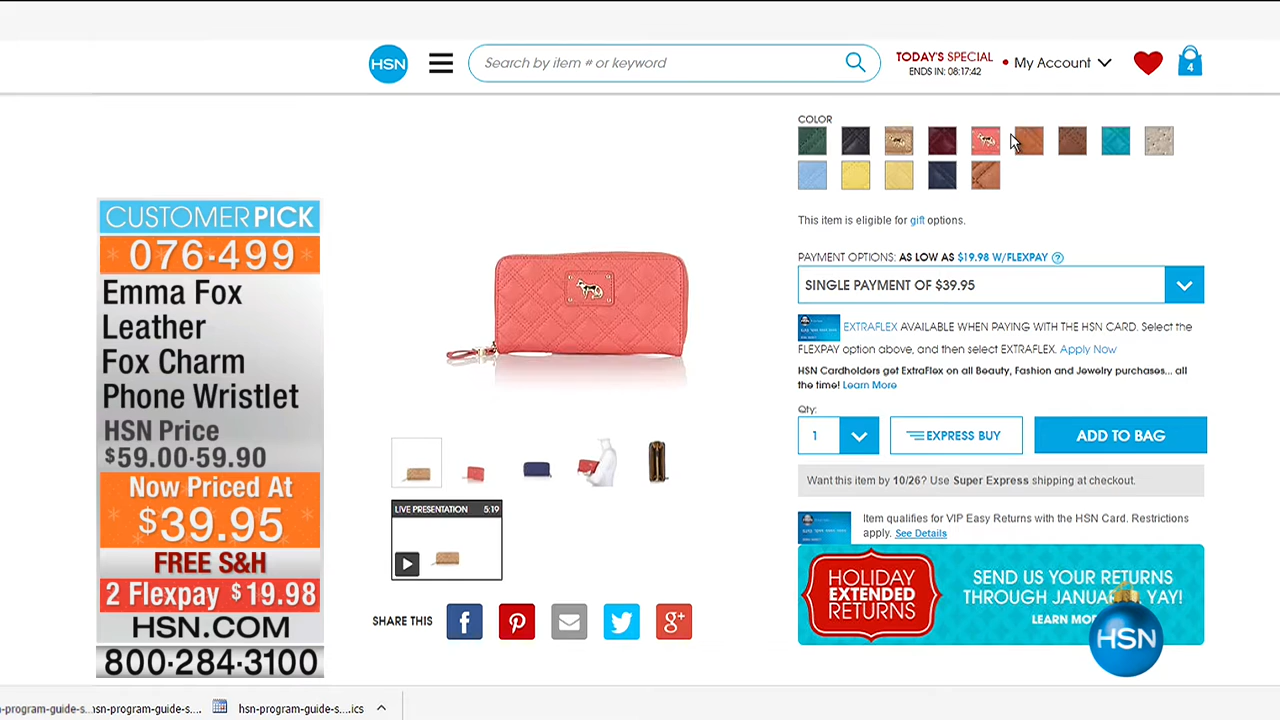 HSN
Search by item # or keyword
TODAY'S SPECIAL
ENDS IN: 08:17:42
My Account
4
COLOR
This item is eligible for gift options.
PAYMENT OPTIONS: AS LOW AS $19.98 W/FLEXPAY ?
SINGLE PAYMENT OF $39.95
EXTRAFLEX AVAILABLE WHEN PAYING WITH THE HSN CARD. Select the
FLEXPAY option above, and then select EXTRAFLEX. Apply Now
HSN Cardholders get ExtraFlex on all Beauty, Fashion and Jewelry purchases... all
the time! Learn More
Qty:
1
EXPRESS BUY
ADD TO BAG
Want this item by 10/26? Use Super Express shipping at checkout.
Item qualifies for VIP Easy Returns with the HSN Card. Restrictions
apply. See Details
HOLIDAY
EXTENDED
RETURNS
SEND US YOUR RETURNS
THROUGH YAY!
LEARN
HSN
CUSTOMER PICK
076-499
Emma Fox
Leather
Fox Charm
Phone Wristlet
HSN Price
$59.00-59.90
Now Priced At
$39.95
FREE S&H
2 Flexpay $19.98
HSN.COM
800·284·3100
LIVE PRESENTATION 5:19
SHARE THIS
f
g+
n-program-guide-s....ics
hsn-program-guide-s....ics
hsn-program-guide-s....ics